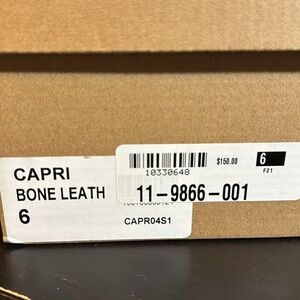 CAPRI
BONE LEATH
6
10330648
$150.00
6
F21
11-9866-001
CAPR04S1